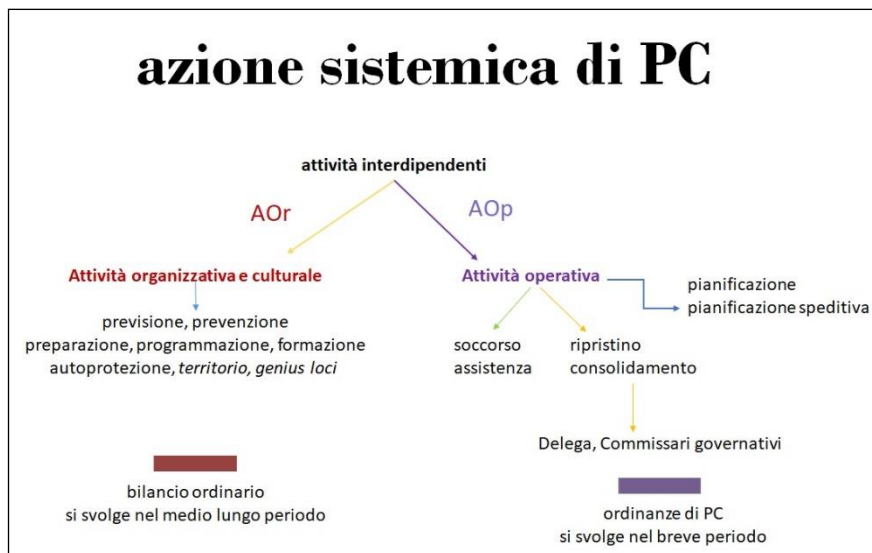 azione sistemica di PC
attività interdipendenti
AOr
AOp
Attività organizzativa e culturale
Attività operativa
pianificazione
pianificazione speditiva
previsione, prevenzione
preparazione, programmazione, formazione
autoprotezione, territorio, genius loci
soccorso
assistenza
ripristino
consolidamento
Delega, Commissari governativi
bilancio ordinario
si svolge nel medio lungo periodo
ordinanze di PC
si svolge nel breve periodo